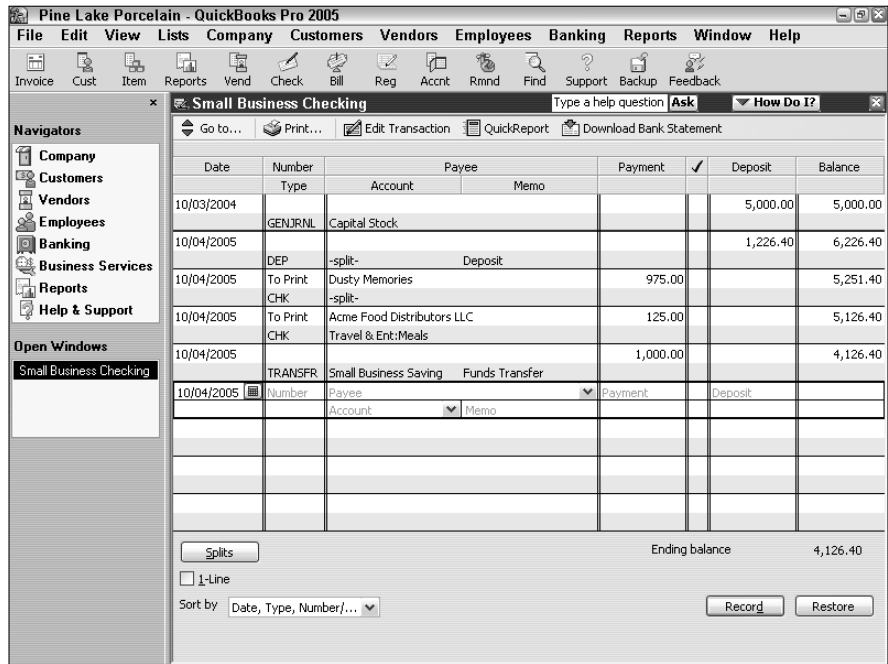 Pine Lake Porcelain - QuickBooks Pro 2005
File Edit View Lists Company Customers Vendors Employees Banking Reports Window Help
Invoice Cust Item Reports Vend Check Bill Reg Accnt Rmnd Find Support Backup Feedback
Small Business Checking Type a help question Ask How Do I?
Go to... Print... Edit Transaction QuickReport Download Bank Statement
Navigators
Company
Customers
Vendors
Employees
Banking
Business Services
Reports
Help & Support
Open Windows
Small Business Checking
Date Number Payee Payment ✓ Deposit Balance
Type Account Memo
10/03/2004 5,000.00 5,000.00
GENJRNL Capital Stock
10/04/2005 1,226.40 6,226.40
DEP -split- Deposit
10/04/2005 To Print Dusty Memories 975.00 5,251.40
CHK -split-
10/04/2005 To Print Acme Food Distributors LLC 125.00 5,126.40
CHK Travel & Ent:Meals
10/04/2005 1,000.00 4,126.40
TRANSFR Small Business Saving Funds Transfer
10/04/2005 Number Payee Payment Deposit
Account Memo
Splits Ending balance 4,126.40
1-Line
Sort by Date, Type, Number/... Record Restore